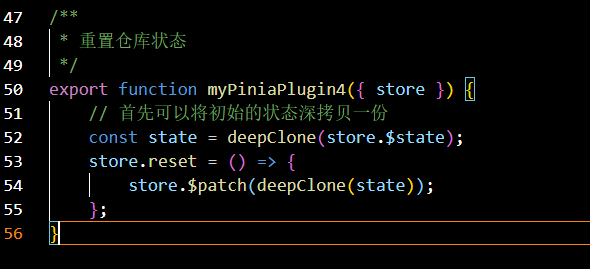 47 /**
48  * 重置仓库状态
49  */
50 export function myPiniaPlugin4({ store }) {
51     // 首先可以将初始的状态深拷贝一份
52     const state = deepClone(store.$state);
53     store.reset = () => {
54         store.$patch(deepClone(state));
55     };
56 }